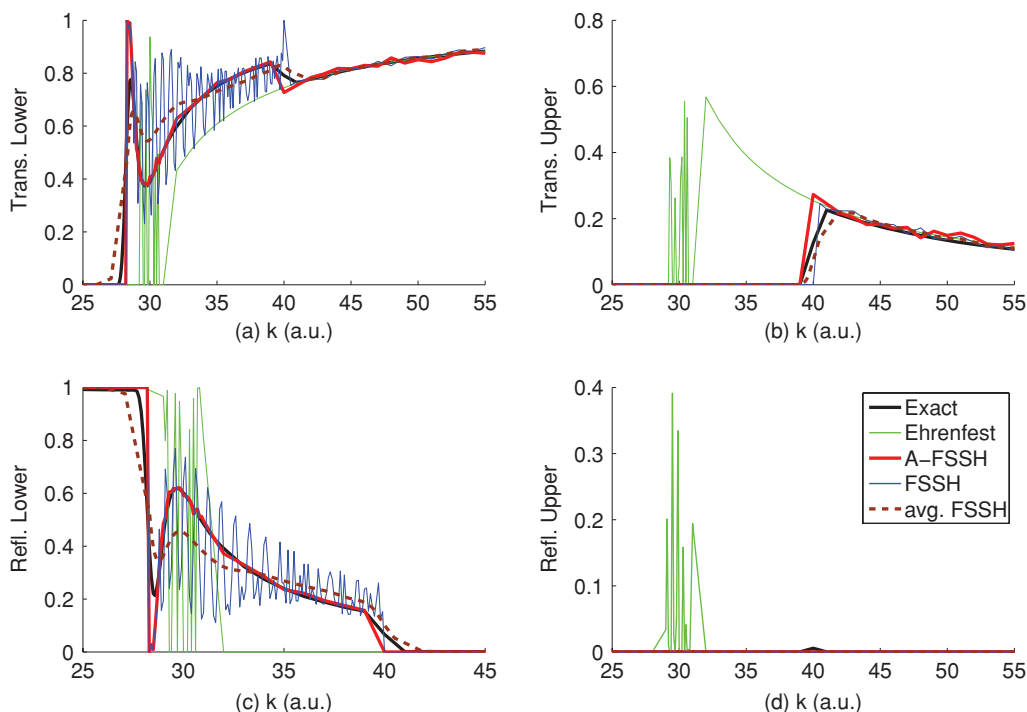 1
0.8
0.6
0.4
0.2
0
Trans. Lower
25 30 35 40 45 50 55
(a) k (a.u.)
1
0.8
0.6
0.4
0.2
0
Trans. Upper
25 30 35 40 45 50 55
(b) k (a.u.)
1
0.8
0.6
0.4
0.2
0
Refl. Lower
25 30 35 40 45
(c) k (a.u.)
0.4
0.3
0.2
0.1
0
Refl. Upper
25 30 35 40 45 50 55
(d) k (a.u.)
Exact
Ehrenfest
A-FSSH
FSSH
avg. FSSH